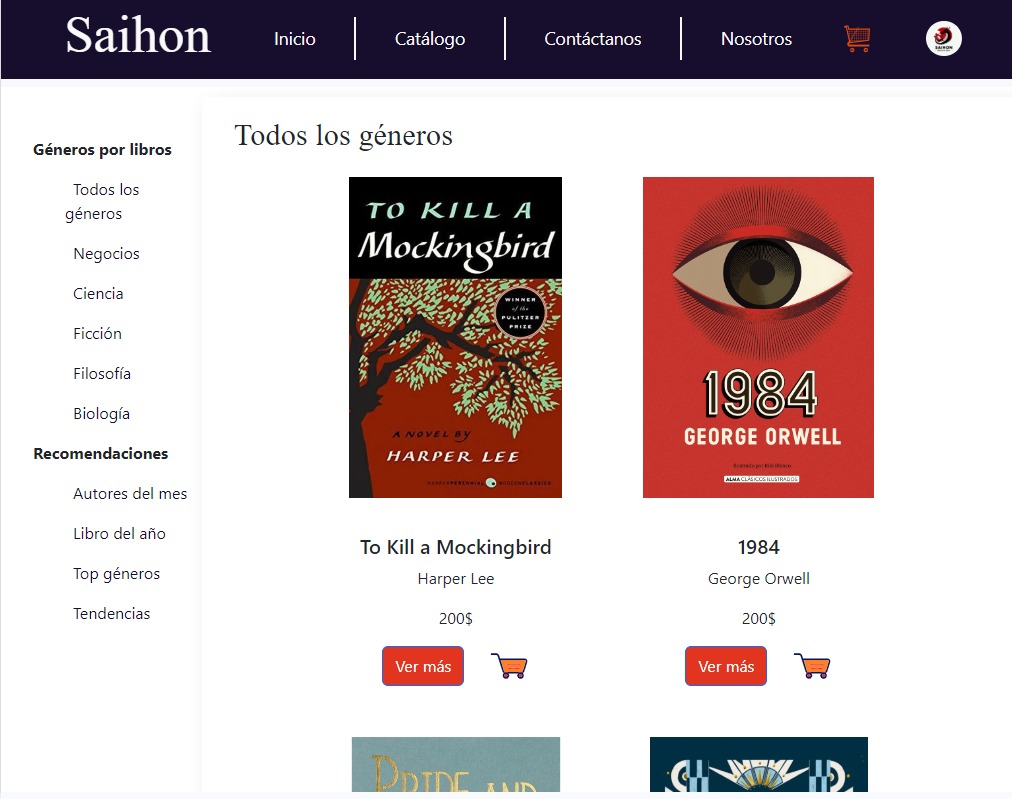 Saihon
Inicio
Catálogo
Contáctanos
Nosotros
SAIHON
Géneros por libros
Todos los
géneros
Negocios
Ciencia
Ficción
Filosofía
Biología
Recomendaciones
Autores del mes
Libro del año
Top géneros
Tendencias
Todos los géneros
TO KILL A
Mockingbird
WINNER
of the
PULITZER
PRIZE
A NOVEL BY
HARPER LEE
HARPERPERENNIAL MODERNCLASSICS
1984
GEORGE ORWELL
ALMA CLÁSICOS ILUSTRADOS
To Kill a Mockingbird
Harper Lee
200$
Ver más
1984
George Orwell
200$
Ver más
PRIDE AND